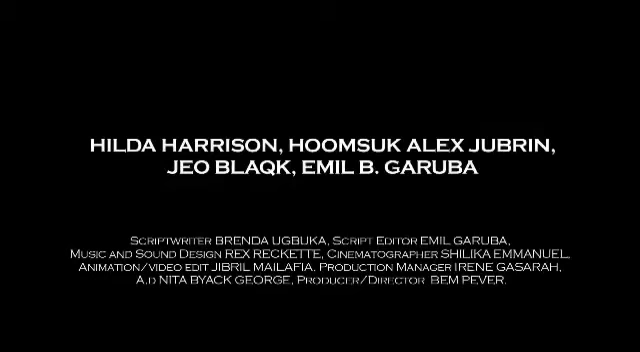 HILDA HARRISON, HOOMSUK ALEX JUBRIN,
JEO BLAQK, EMIL B. GARUBA
Scriptwriter BRENDA UGBUKA, Script Editor EMIL GARUBA,
Music and Sound Design REX RECKETTE, Cinematographer SHILIKA EMMANUEL,
Animation/video edit JIBRIL MAILAFIA, Production Manager IRENE GASARAH,
A.d NITA BYACK GEORGE, Producer/Director BEM PEVER.